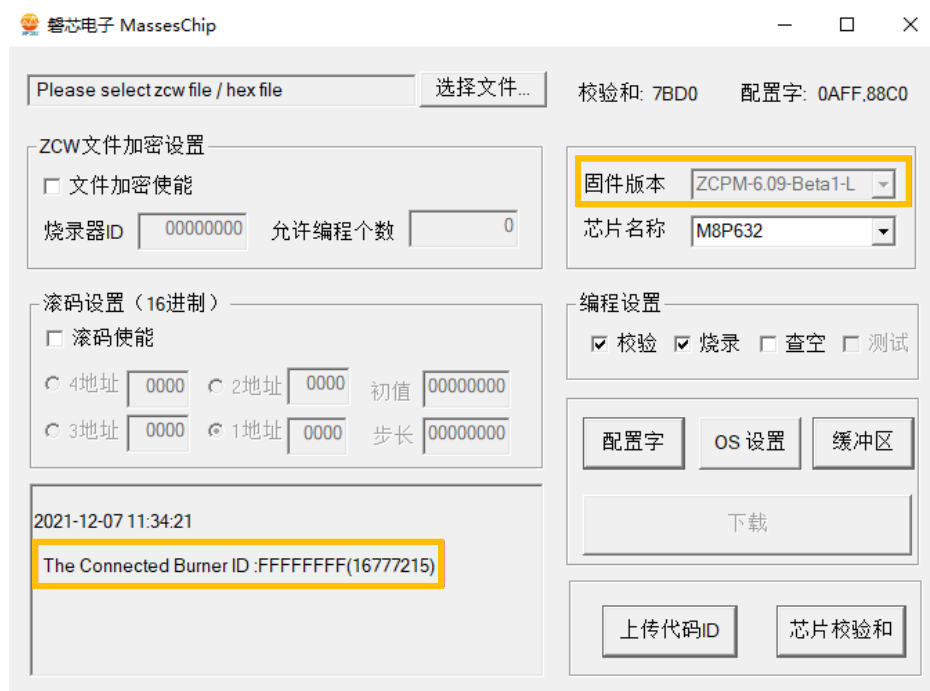 磐芯电子 MassesChip
Please select zcw file / hex file
选择文件...
校验和: 7BD0
配置字: 0AFF,88C0
ZCW文件加密设置
文件加密使能
烧录器ID 00000000 允许编程个数 0
固件版本 ZCPM-6.09-Beta1-L
芯片名称 M8P632
滚码设置（16进制）
滚码使能
4地址 0000 2地址 0000 初值 00000000
3地址 0000 1地址 0000 步长 00000000
编程设置
校验 烧录 查空 测试
配置字 OS 设置 缓冲区
下载
2021-12-07 11:34:21
The Connected Burner ID :FFFFFFFF(16777215)
上传代码ID 芯片校验和